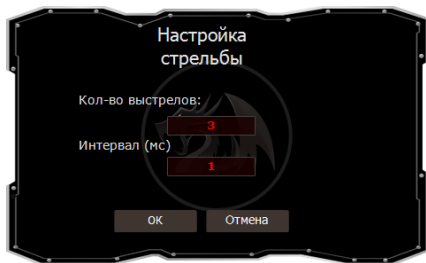 Настройка
стрельбы
Кол-во выстрелов:
3
Интервал (мс)
1
ОК Отмена